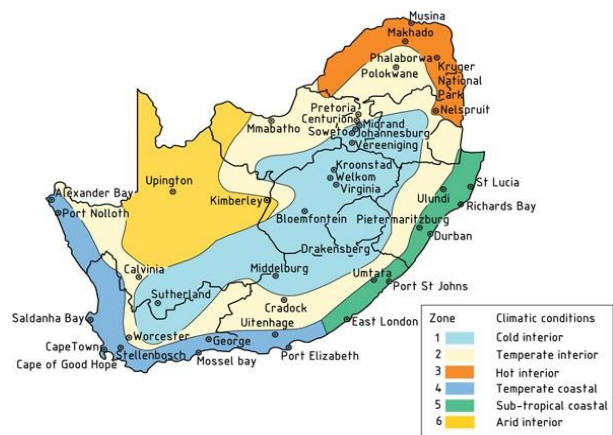 Musina
Makhado
Phalaborwa
Polokwane
Kryger
National
Park
Nelspruit
Pretoria
Centurion
Midrand
Soweto
Johannesburg
Vereeniging
Mmabatho
Kroonstad
Welkom
Virginia
Upington
Kimberley
Bloemfontein
Alexander Bay
Port Nolloth
Ulundi
St Lucia
Richards Bay
Pietermaritzburg
Durban
Drakensberg
Calvinia
Middelburg
Umtata
Port St Johns
Sutherland
Cradock
Saldanha Bay
Worcester
Uitenhage
East London
CapeTown
George
Stellenbosch
Port Elizabeth
Cape of Good Hope
Mossel bay
Zone Climatic conditions
1 Cold interior
2 Temperate interior
3 Hot interior
4 Temperate coastal
5 Sub-tropical coastal
6 Arid interior